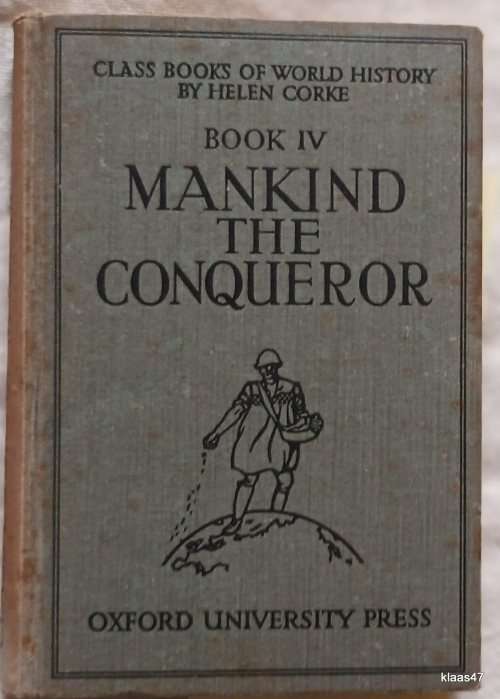 CLASS BOOKS OF WORLD HISTORY
BY HELEN CORKE
BOOK IV
MANKIND
THE
CONQUEROR
OXFORD UNIVERSITY PRESS
klaas47